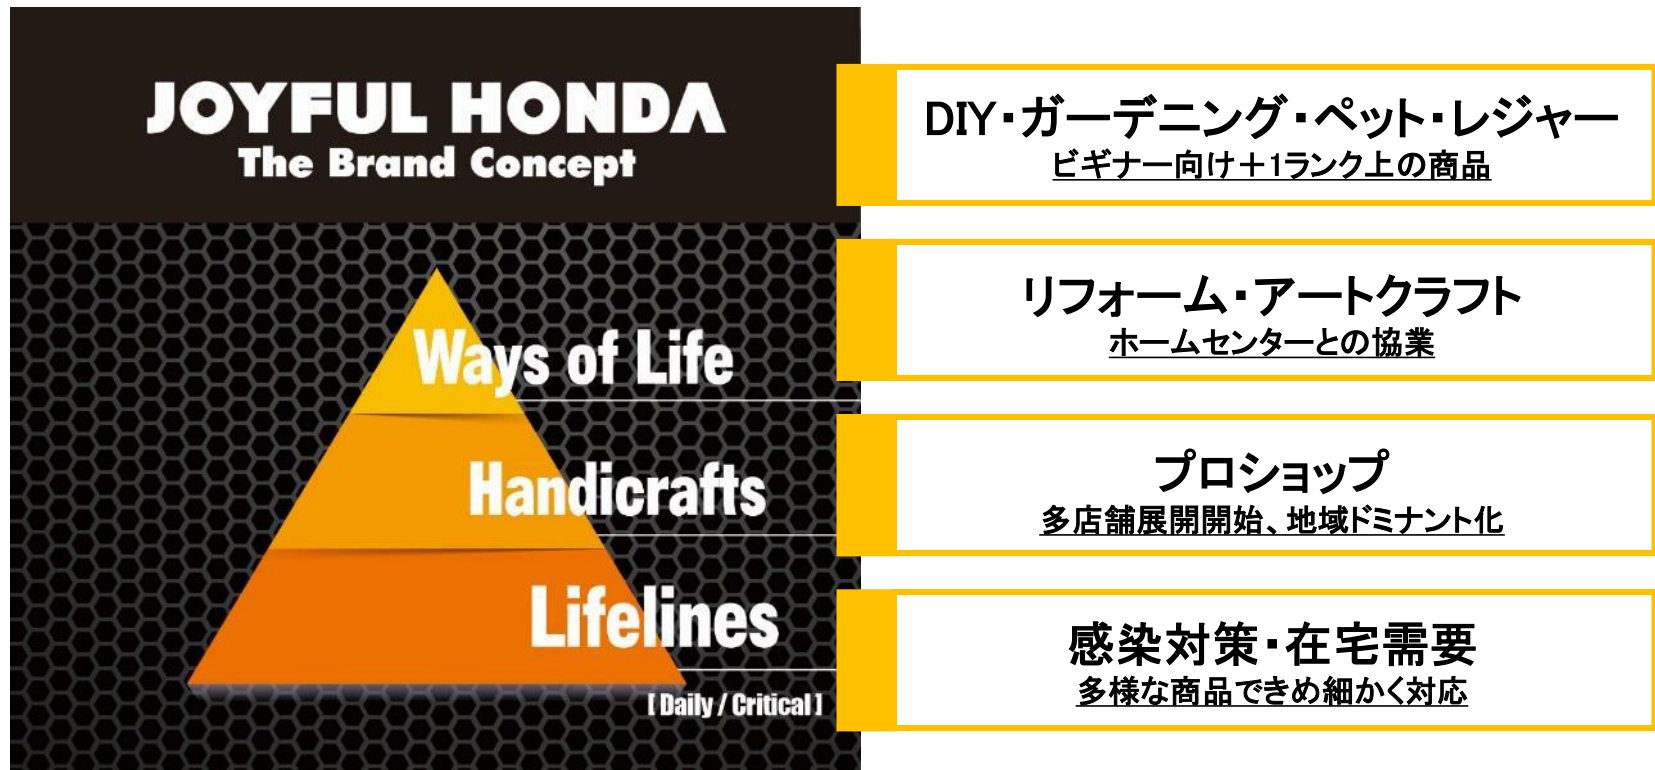 JOYFUL HONDA
The Brand Concept
Ways of Life
Handicrafts
Lifelines
[ Daily / Critical ]
DIY・ガーデニング・ペット・レジャー
ビギナー向け＋1ランク上の商品
リフォーム・アートクラフト
ホームセンターとの協業
プロショップ
多店舗展開開始、地域ドミナント化
感染対策・在宅需要
多様な商品できめ細かく対応